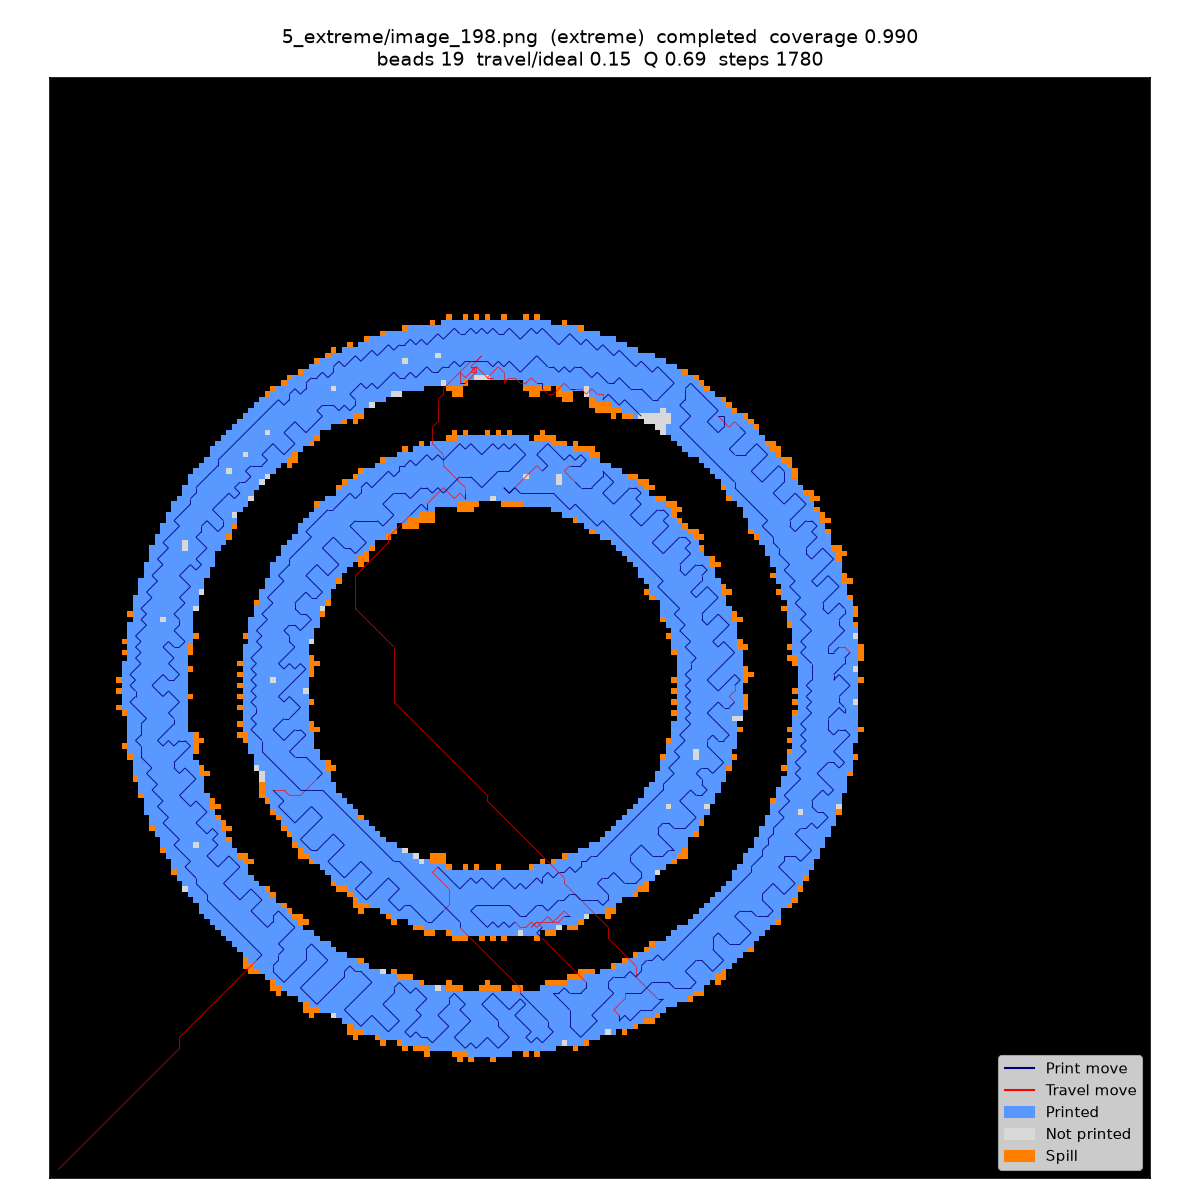 5_extreme/image_198.png  (extreme)  completed  coverage 0.990
beads 19  travel/ideal 0.15  Q 0.69  steps 1780
Print move
Travel move
Printed
Not printed
Spill